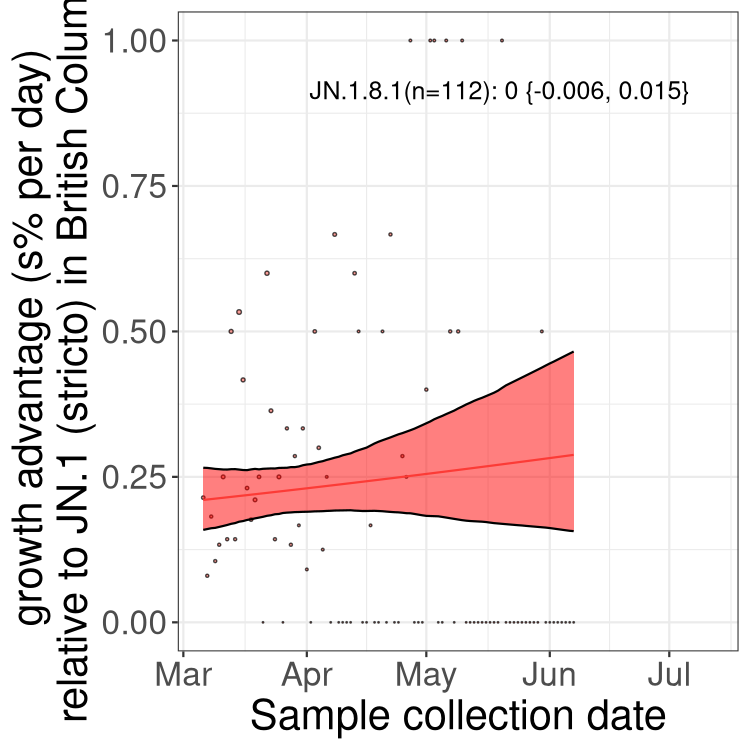 growth advantage (s% per day)
relative to JN.1 (stricto) in British Colum
1.00
0.75
0.50
0.25
0.00
JN.1.8.1(n=112): 0 {-0.006, 0.015}
Mar Apr May Jun Jul
Sample collection date